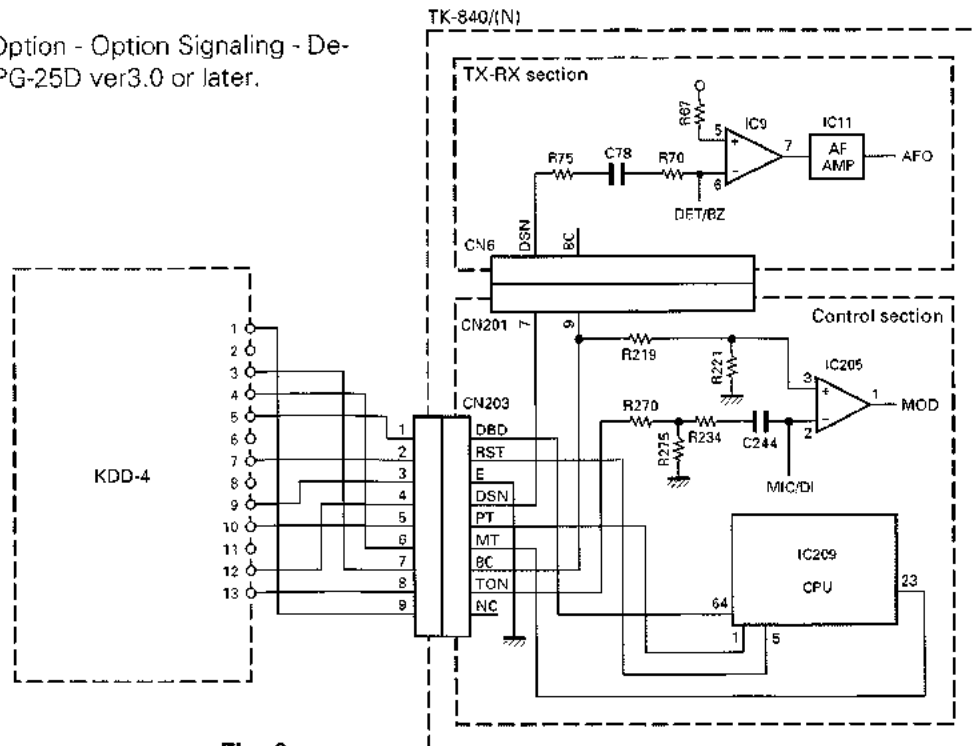 TK-840/(N)
Option - Option Signaling - De-
PG-25D ver3.0 or later.
TX-RX section
R67
IC9
IC11
5
+
7
AF
AMP
AFO
R75
C78
R70
−
6
DET/BZ
DSN
BC
CN6
CN201
7
9
Control section
R219
R221
IC205
3
+
1
MOD
−
2
R270
R275
R234
C244
MIC/DI
KDD-4
1
2
3
4
5
6
7
8
9
10
11
12
13
CN203
1
2
3
4
5
6
7
8
9
DBD
RST
E
DSN
PT
MT
BC
TON
NC
IC209
CPU
64
1
5
23